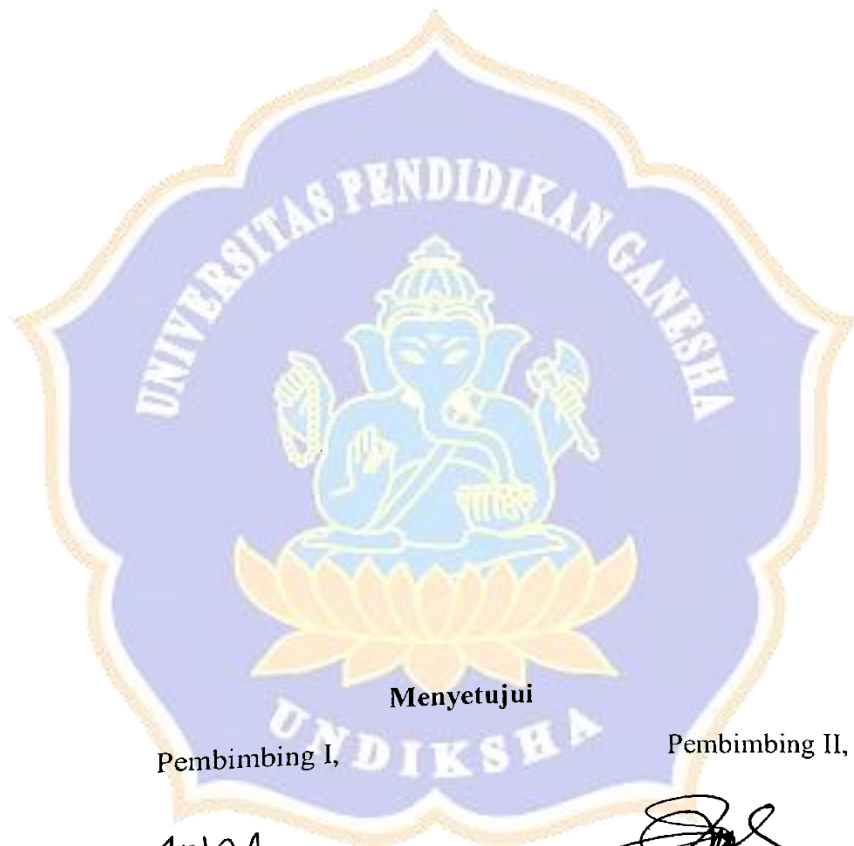 UNIVERSITAS PENDIDIKAN GANESHA
Menyetujui
UNDIKSHA
Pembimbing I,
Pembimbing II,